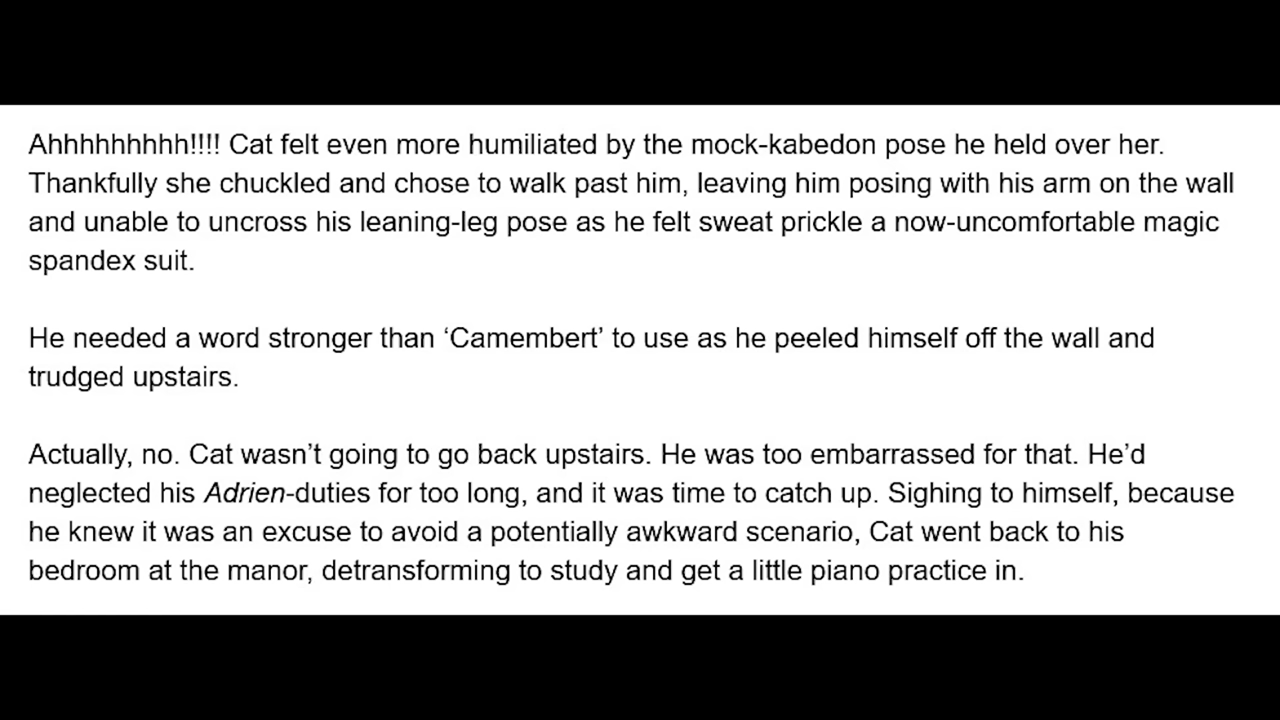 Ahhhhhhhhh!!!! Cat felt even more humiliated by the mock-kabedon pose he held over her.
Thankfully she chuckled and chose to walk past him, leaving him posing with his arm on the wall
and unable to uncross his leaning-leg pose as he felt sweat prickle a now-uncomfortable magic
spandex suit.
He needed a word stronger than ‘Camembert’ to use as he peeled himself off the wall and
trudged upstairs.
Actually, no. Cat wasn’t going to go back upstairs. He was too embarrassed for that. He’d
neglected his Adrien-duties for too long, and it was time to catch up. Sighing to himself, because
he knew it was an excuse to avoid a potentially awkward scenario, Cat went back to his
bedroom at the manor, detransforming to study and get a little piano practice in.